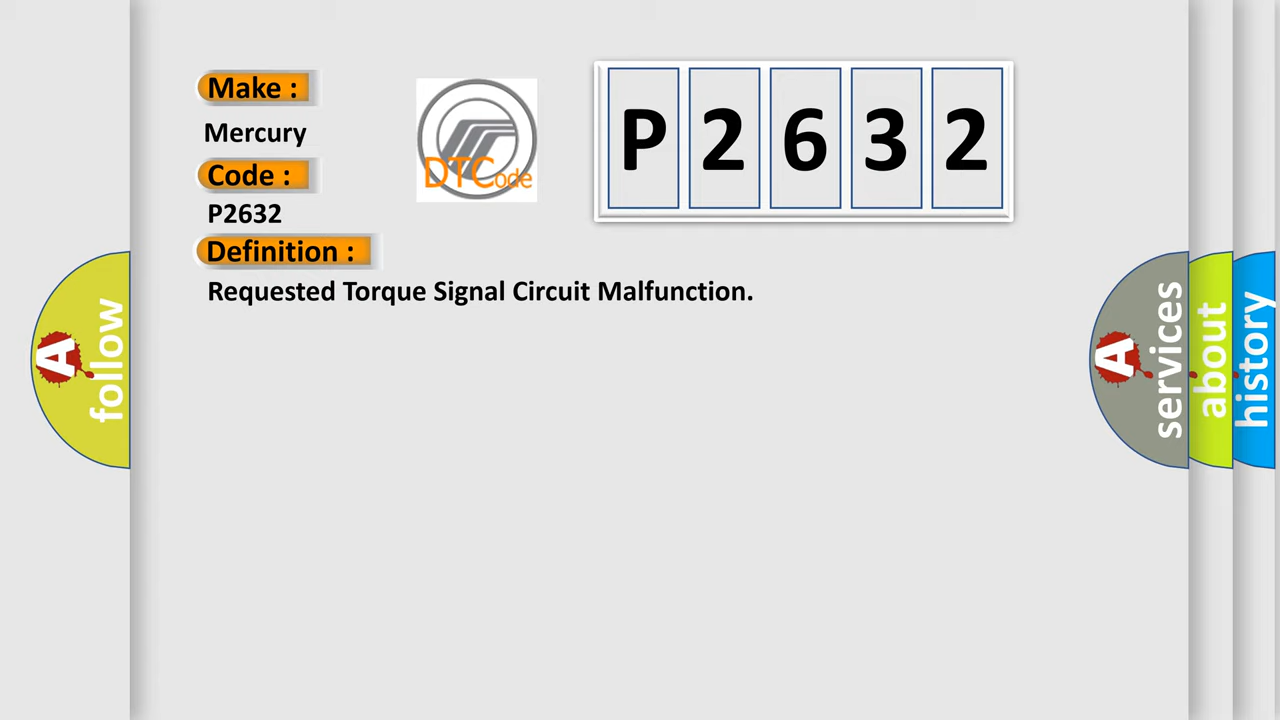 Make :
Mercury
Code :
P2632
Definition :
Requested Torque Signal Circuit Malfunction.
DTCode
P 2 6 3 2
A follow
A services
about
history